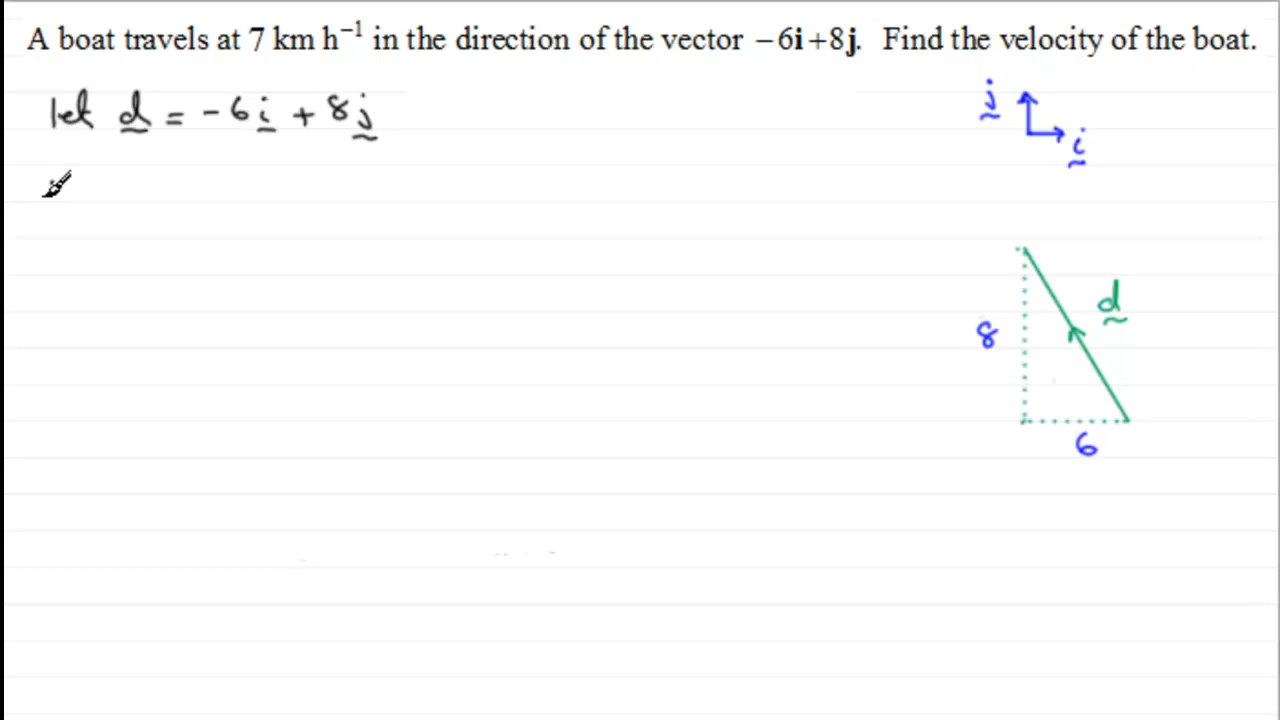 A boat travels at 7 km h⁻¹ in the direction of the vector −6i+8j. Find the velocity of the boat.
let d = -6i + 8j
j
i
d
8
6